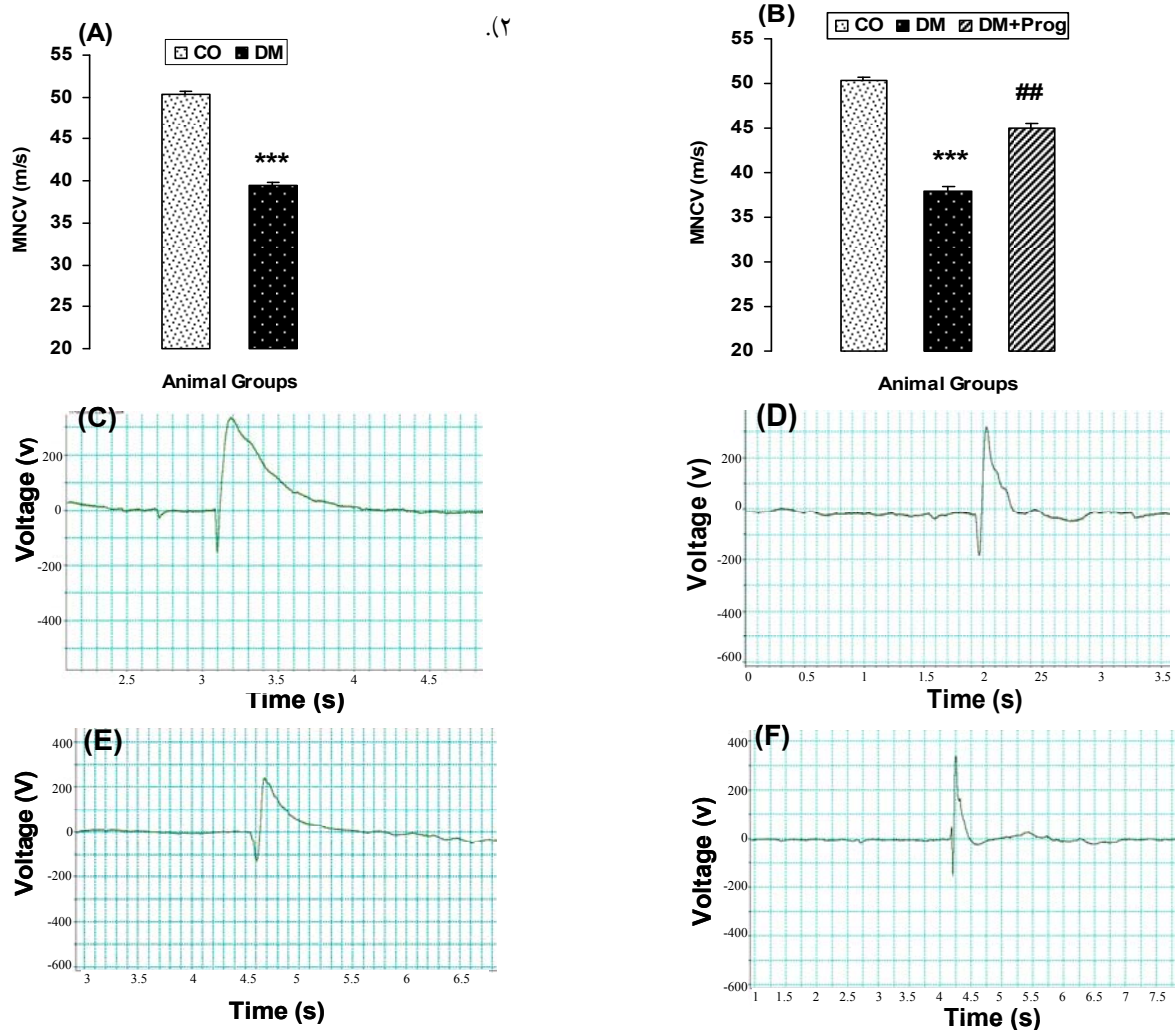 .(۲
(A)
CO DM
MNCV (m/s)
55
50
45
40
35
30
25
20
***
Animal Groups
(B)
CO DM DM+Prog
MNCV (m/s)
55
50
45
40
35
30
25
20
***
##
Animal Groups
(C)
Voltage (v)
200
0
-200
-400
2.5 3 3.5 4 4.5
Time (s)
(D)
Voltage (v)
200
0
-200
-400
-600
0 0.5 1 1.5 2 25 3 3.5
Time (s)
(E)
Voltage (V)
400
200
0
-200
-400
-600
3 3.5 4 4.5 5 5.5 6 6.5
Time (s)
(F)
Voltage (v)
400
200
0
-200
-400
-600
1 1.5 2 2.5 3 3.5 4 4.5 5 5.5 6 6.5 7 7.5
Time (s)